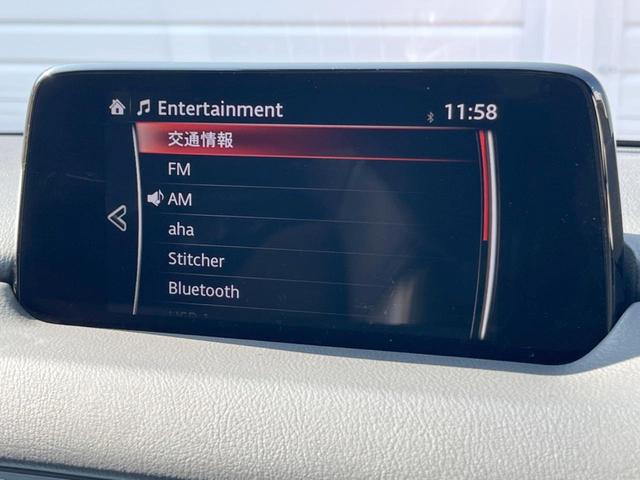 Entertainment
11:58
交通情報
FM
AM
aha
Stitcher
Bluetooth